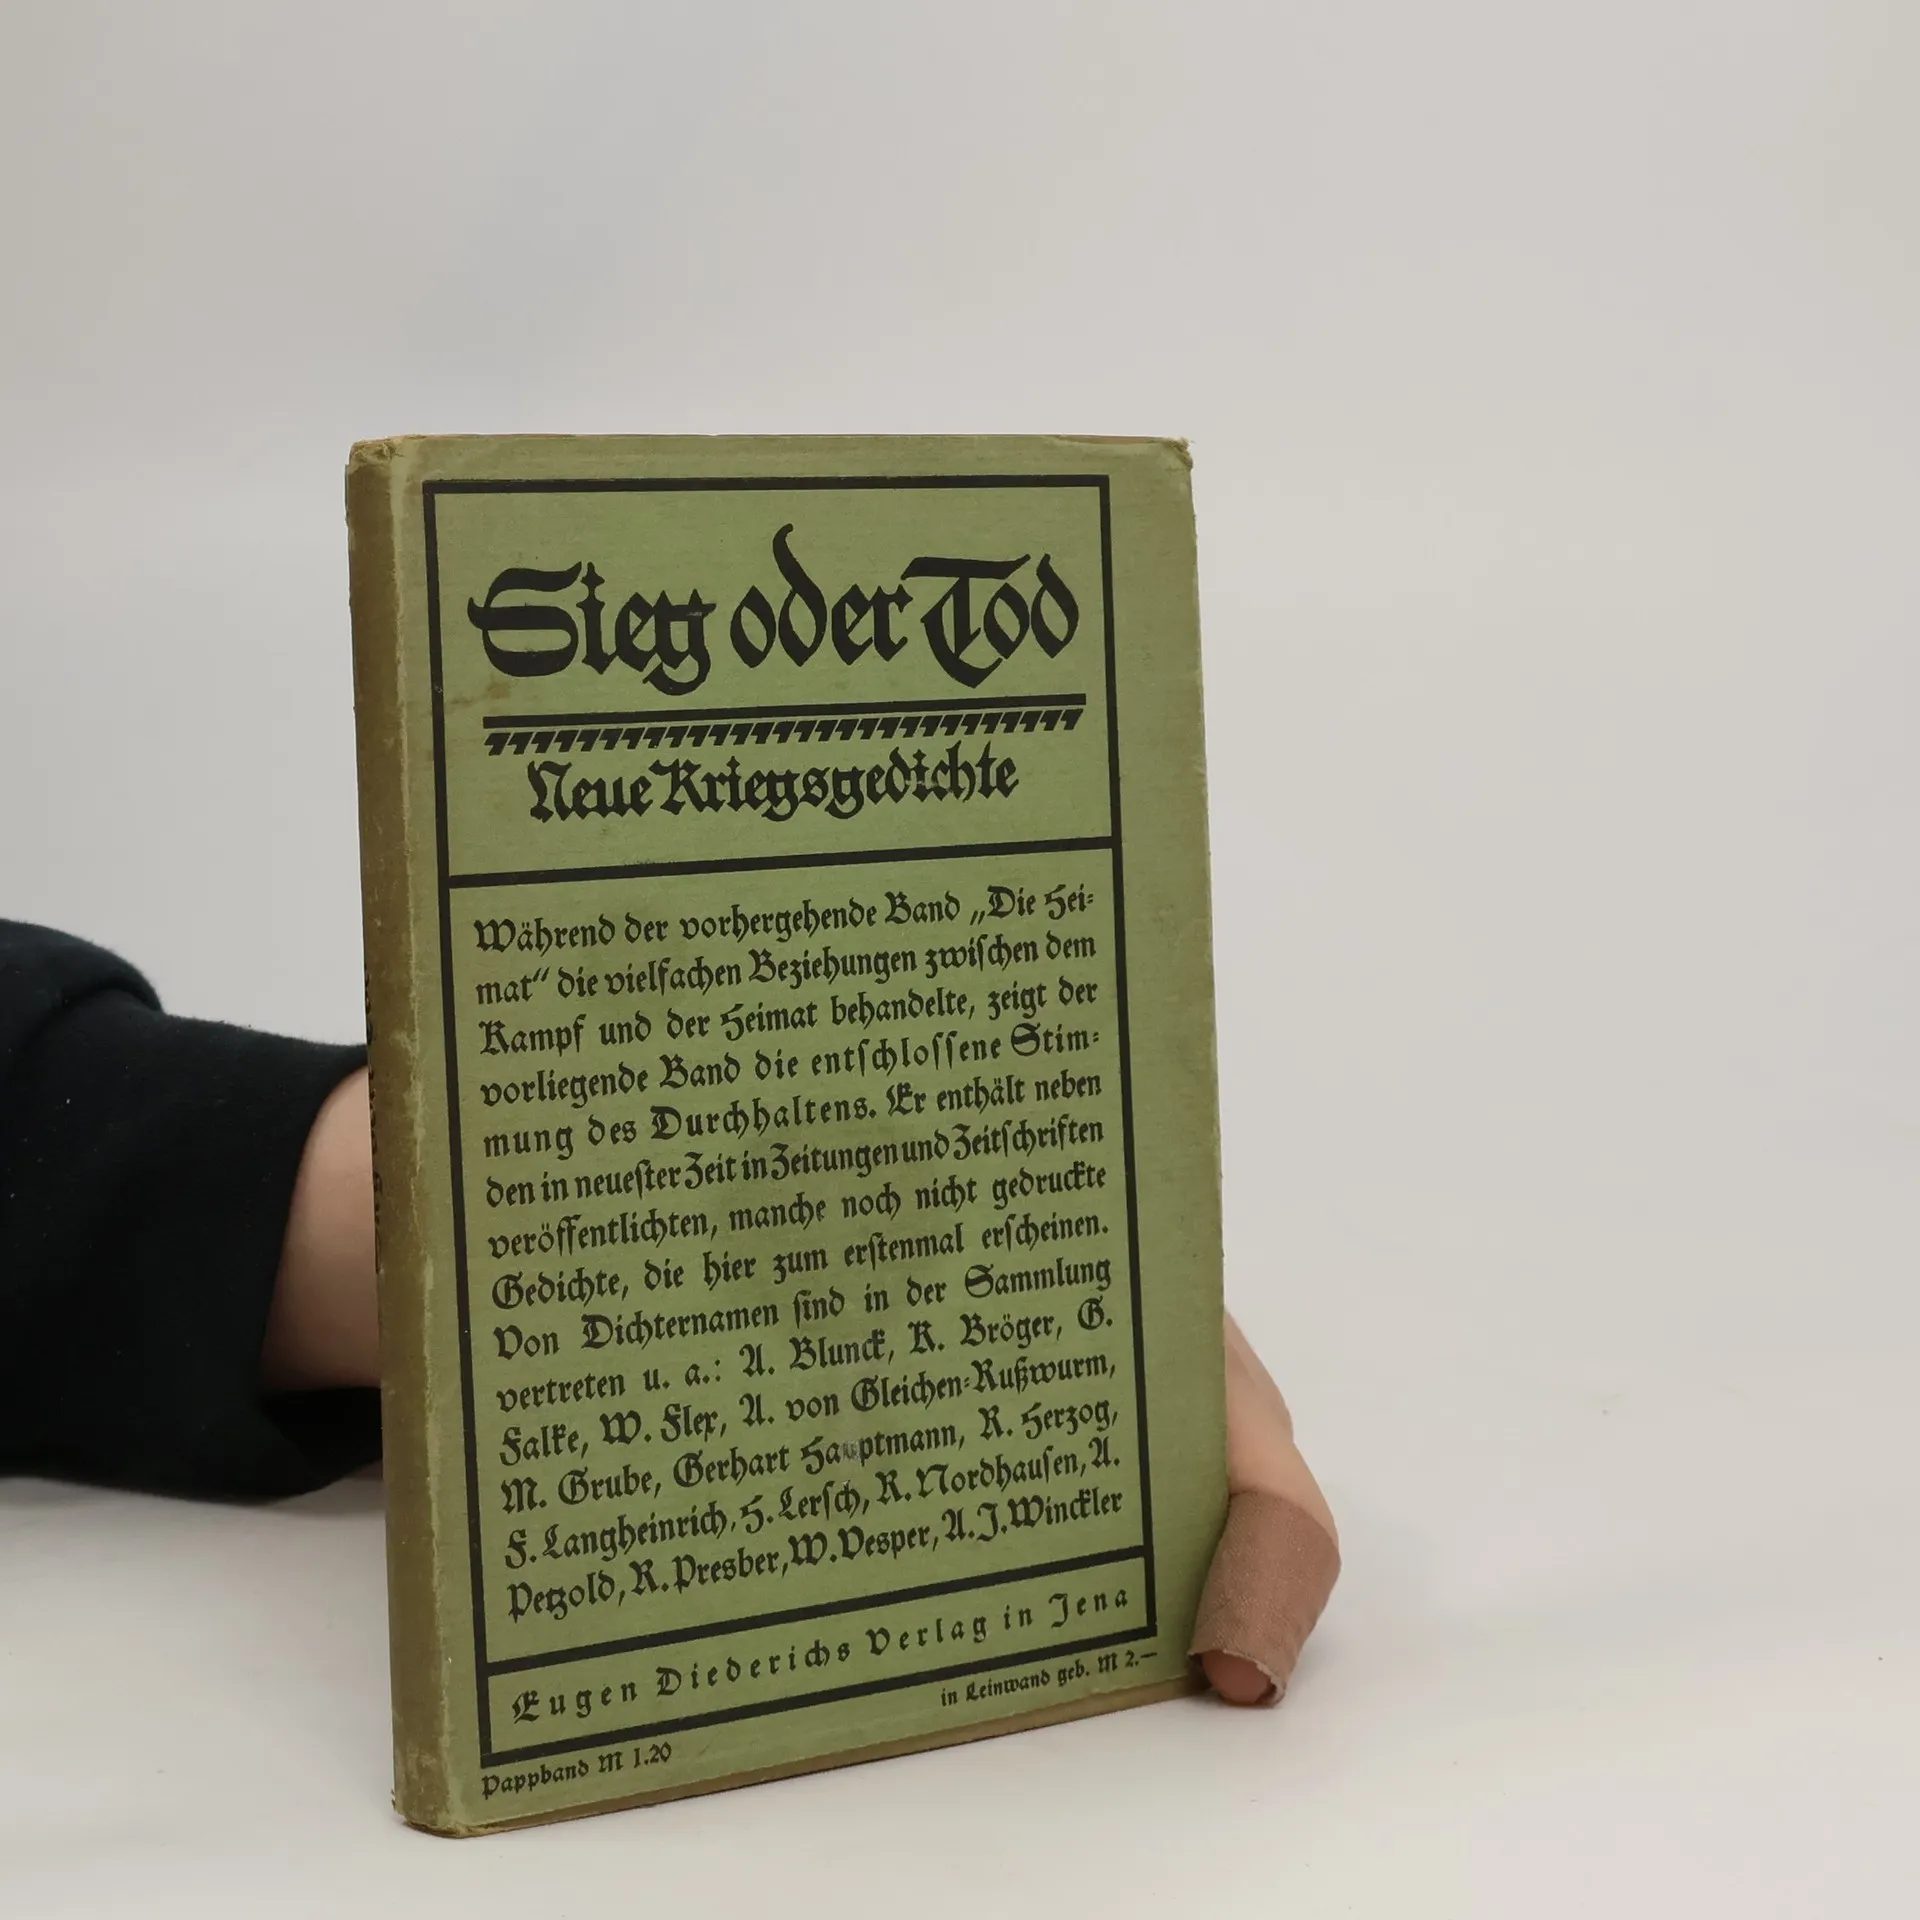 Sieg oder Tod
Neue Kriegsgedichte
Während der vorhergehende Band „Die Hei-
mat“ die vielfachen Beziehungen zwiſchen dem
Kampf und der Heimat behandelte, zeigt der
vorliegende Band die entſchloſſene Stim-
mung des Durchhaltens. Er enthält neben
den in neueſter Zeit in Zeitungen und Zeitſchriften
veröffentlichten, manche noch nicht gedruckte
Gedichte, die hier zum erſtenmal erſcheinen.
Von Dichternamen ſind in der Sammlung
vertreten u. a.: A. Blunck, K. Bröger, G.
Falke, W. Flex, A. von Gleichen-Rußwurm,
M. Grube, Gerhart Hauptmann, R. Herzog,
F. Langheinrich, H. Lerſch, R. Nordhauſen, A.
Petzold, R. Presber, W. Vesper, A. J. Winckler
Eugen Diederichs Verlag in Jena
Pappband M 1.20
in Leinwand geb. M 2.—